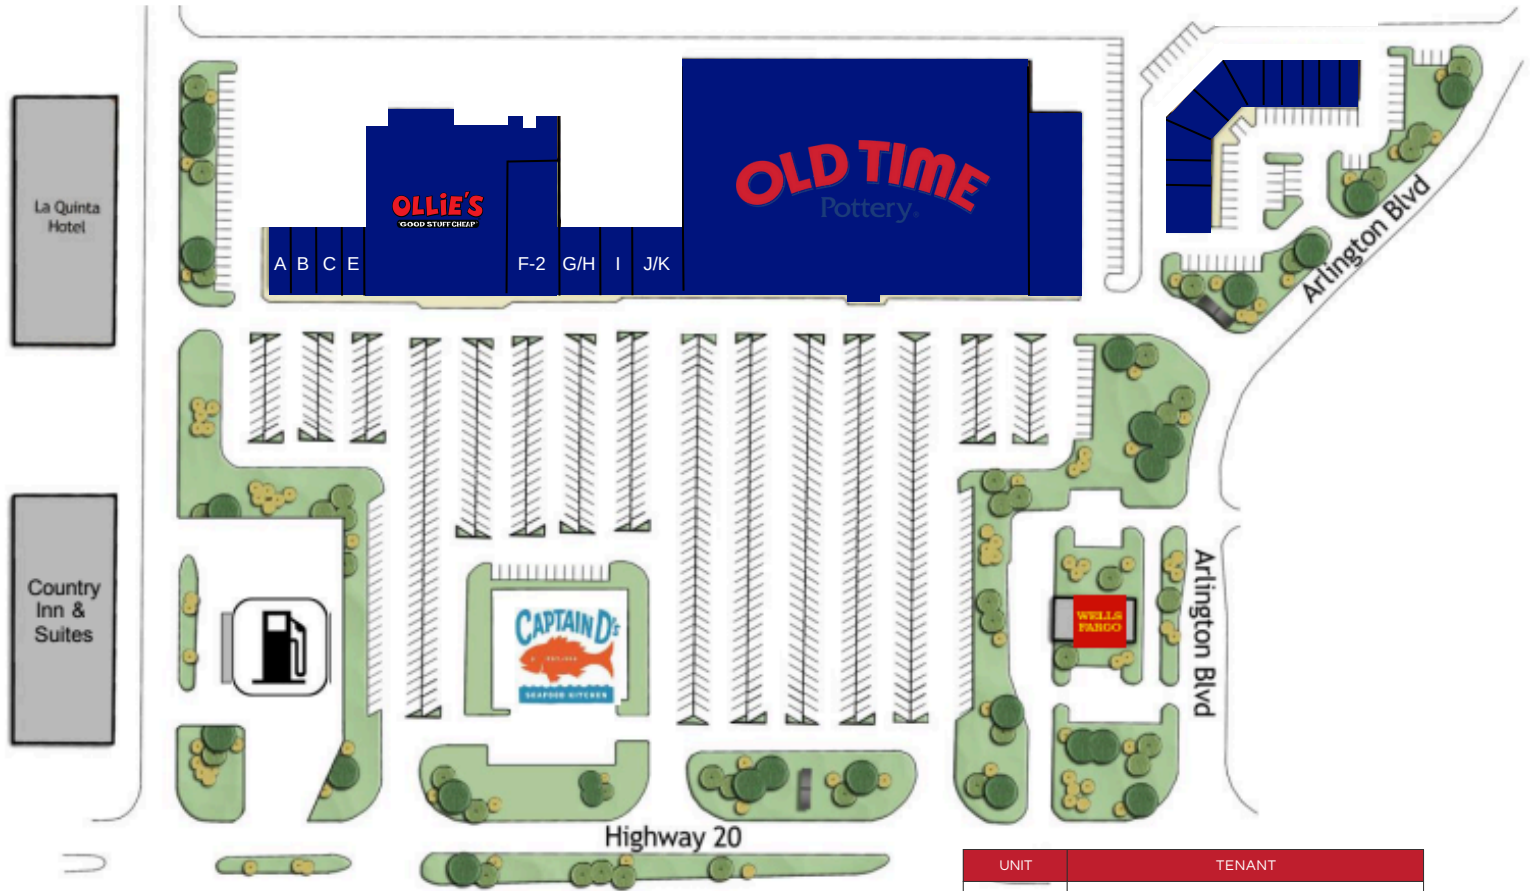 La Quinta
Hotel
OLLiE'S
GOOD STUFF CHEAP
OLD TIME
Pottery
A B C E
F-2 G/H I J/K
Arlington Blvd
Country
Inn &
Suites
CAPTAIN D's
SEAFOOD KITCHEN
WELLS
FARGO
Arlington Blvd
Highway 20
UNIT TENANT